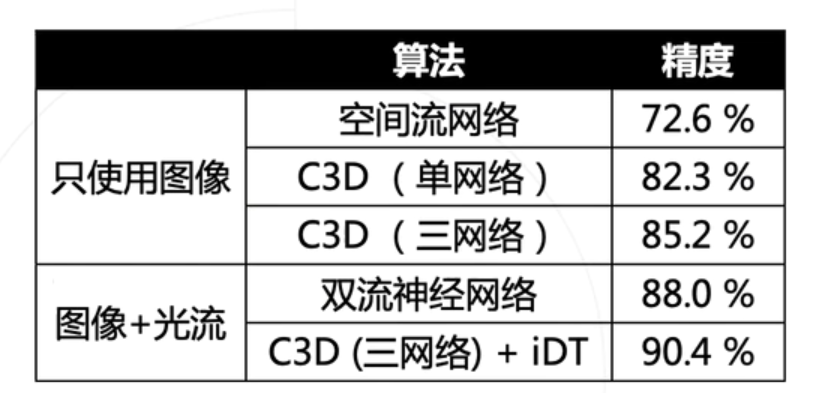 算法 精度
只使用图像 空间流网络 72.6 %
C3D （单网络） 82.3 %
C3D （三网络） 85.2 %
图像+光流 双流神经网络 88.0 %
C3D (三网络) + iDT 90.4 %